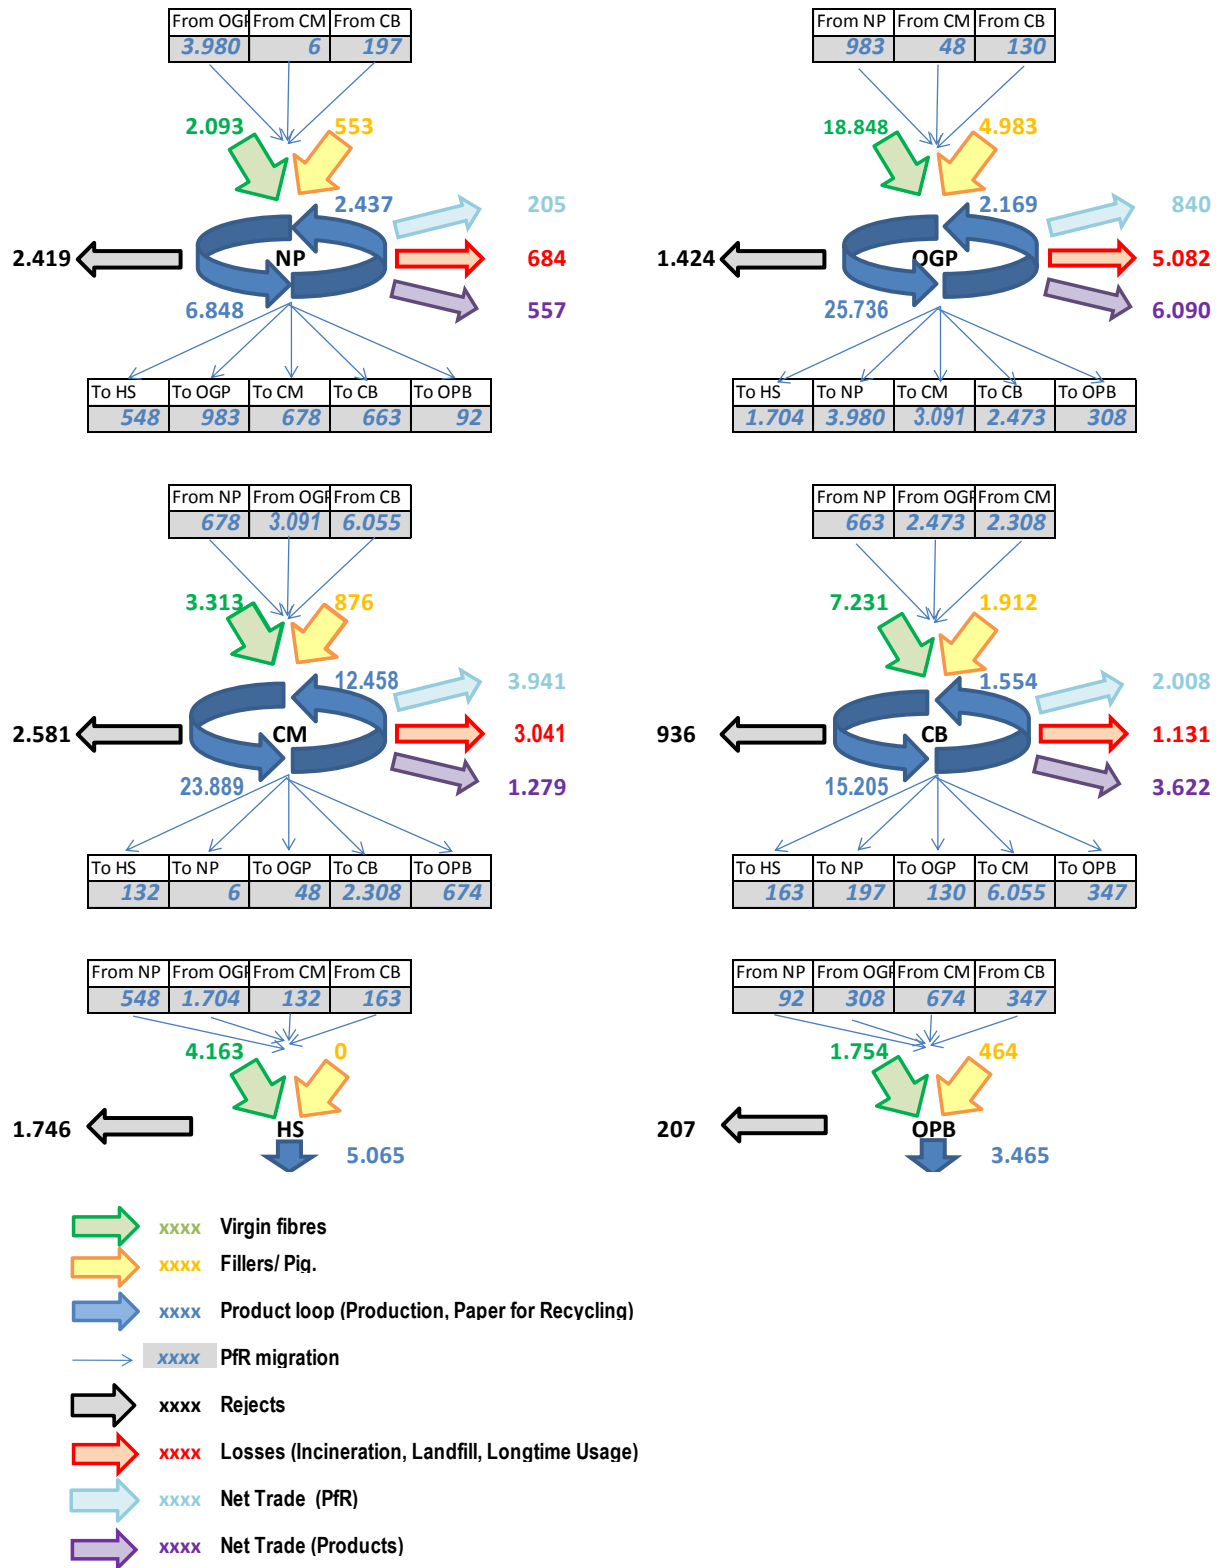 From OGP From CM From CB
3.980 6 197
2.093 553
2.437 205
2.419 NP 684
6.848 557
To HS To OGP To CM To CB To OPB
548 983 678 663 92
From NP From CM From CB
983 48 130
18.848 4.983
2.169 840
1.424 OGP 5.082
25.736 6.090
To HS To NP To CM To CB To OPB
1.704 3.980 3.091 2.473 308
From NP From OGP From CB
678 3.091 6.055
3.313 876
12.458 3.941
2.581 CM 3.041
23.889 1.279
To HS To NP To OGP To CB To OPB
132 6 48 2.308 674
From NP From OGP From CM
663 2.473 2.308
7.231 1.912
1.554 2.008
936 CB 1.131
15.205 3.622
To HS To NP To OGP To CM To OPB
163 197 130 6.055 347
From NP From OGP From CM From CB
548 1.704 132 163
4.163 0
1.746 HS
5.065
From NP From OGP From CM From CB
92 308 674 347
1.754 464
207 OPB
3.465
xxxx Virgin fibres
xxxx Fillers/ Pig.
xxxx Product loop (Production, Paper for Recycling)
xxxx PfR migration
xxxx Rejects
xxxx Losses (Incineration, Landfill, Longtime Usage)
xxxx Net Trade (PfR)
xxxx Net Trade (Products)